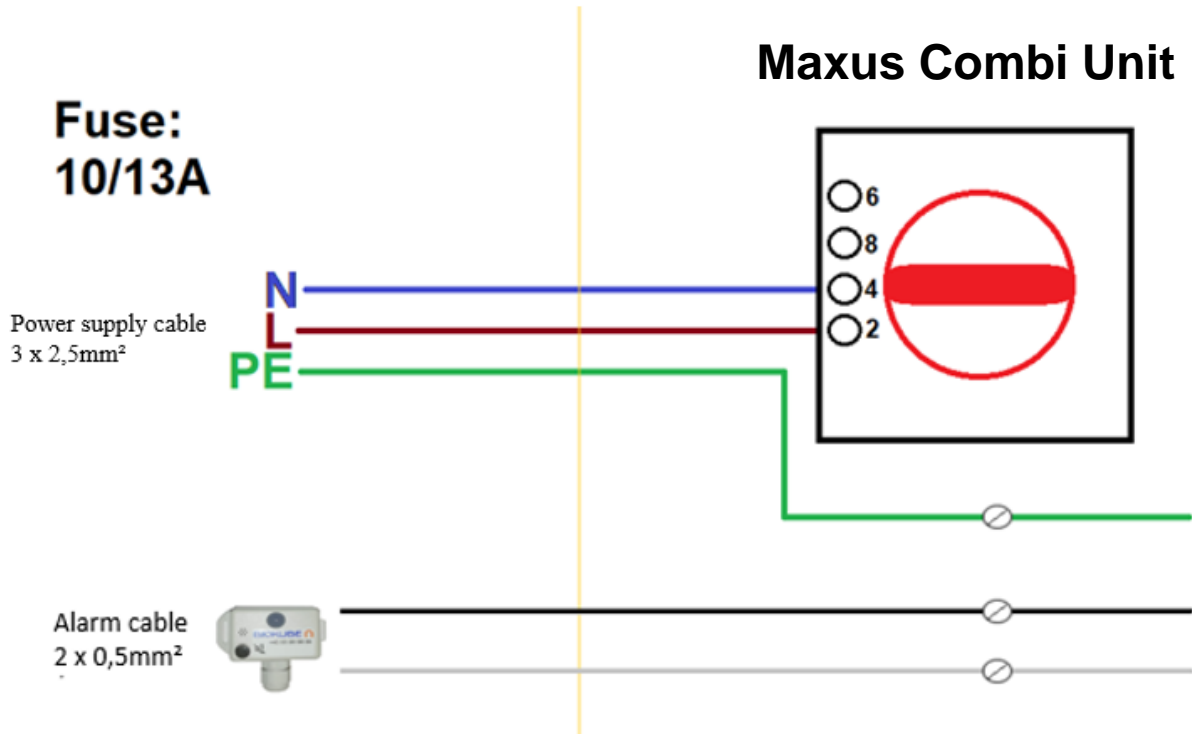 Maxus Combi Unit
Fuse:
10/13A
6
8
N
4
Power supply cable
3 x 2,5mm²
L
2
PE
Alarm cable
2 x 0,5mm²